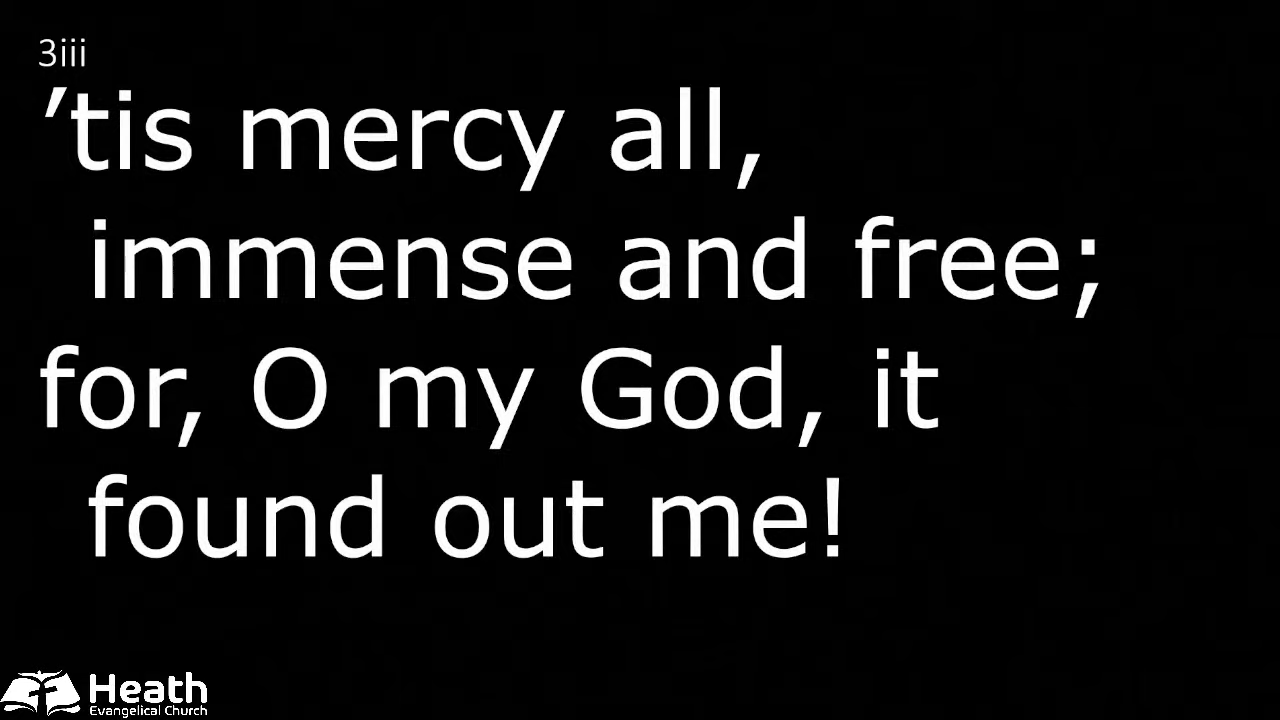 3iii
’tis mercy all,
immense and free;
for, O my God, it
found out me!
Heath
Evangelical Church